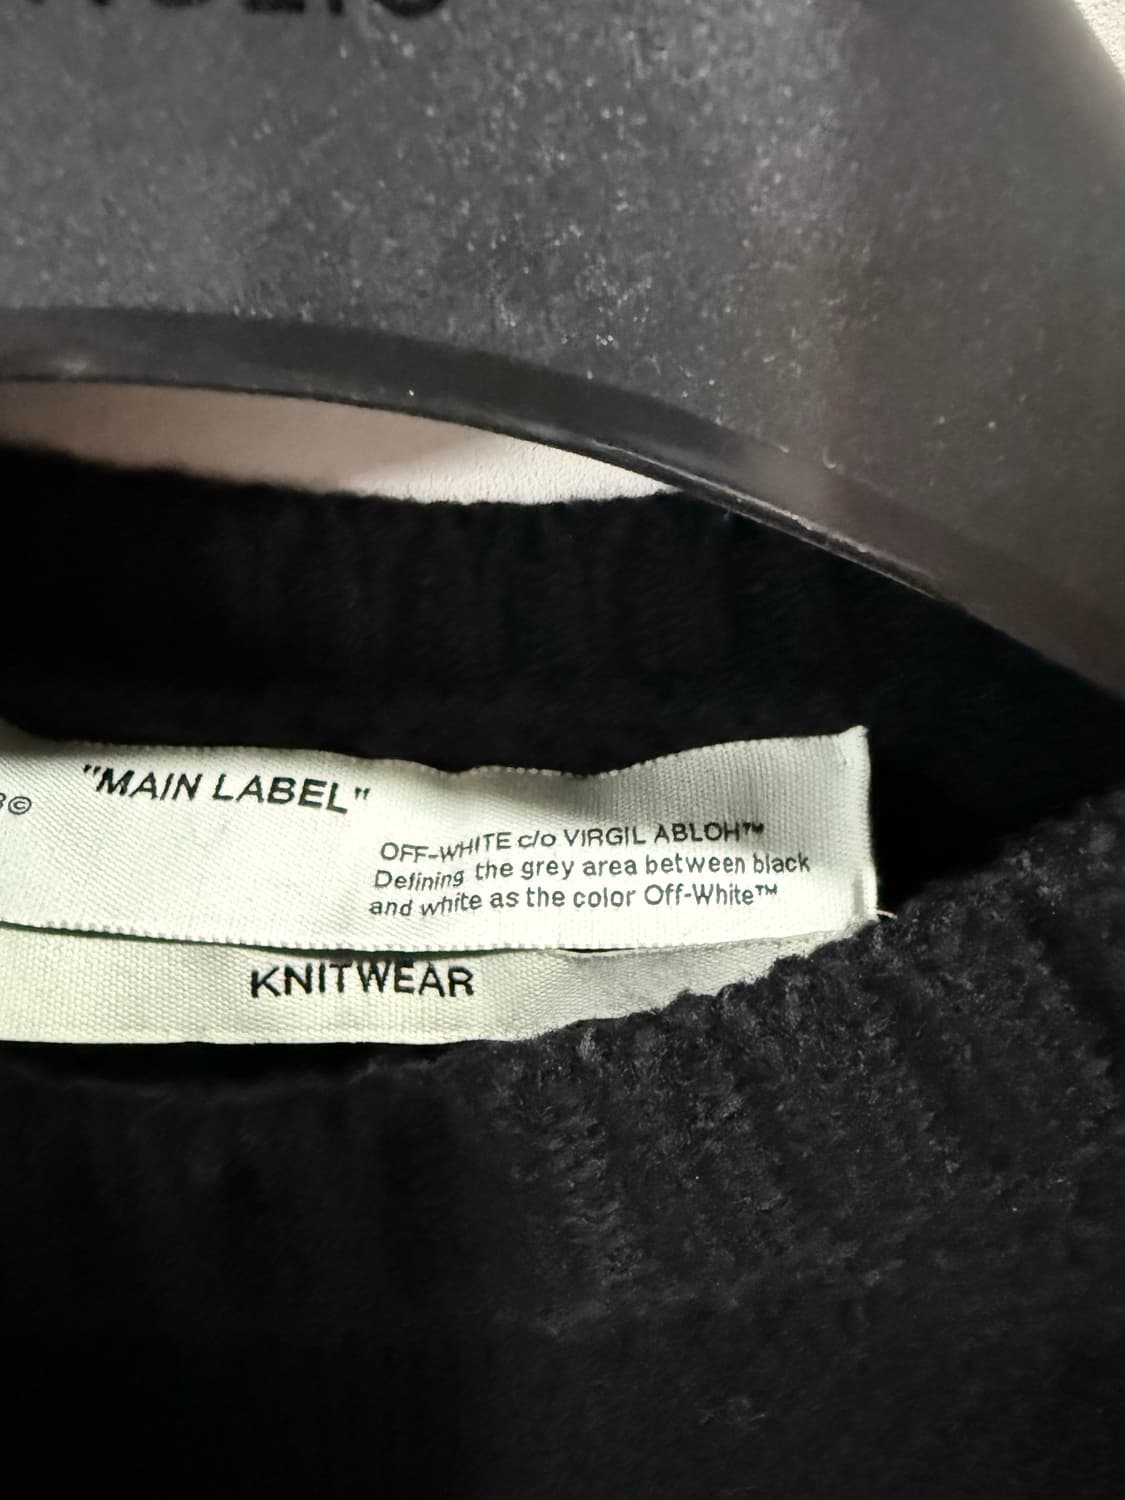 "MAIN LABEL"
©
OFF-WHITE c/o VIRGIL ABLOH™
Defining the grey area between black
and white as the color Off-White™
KNITWEAR